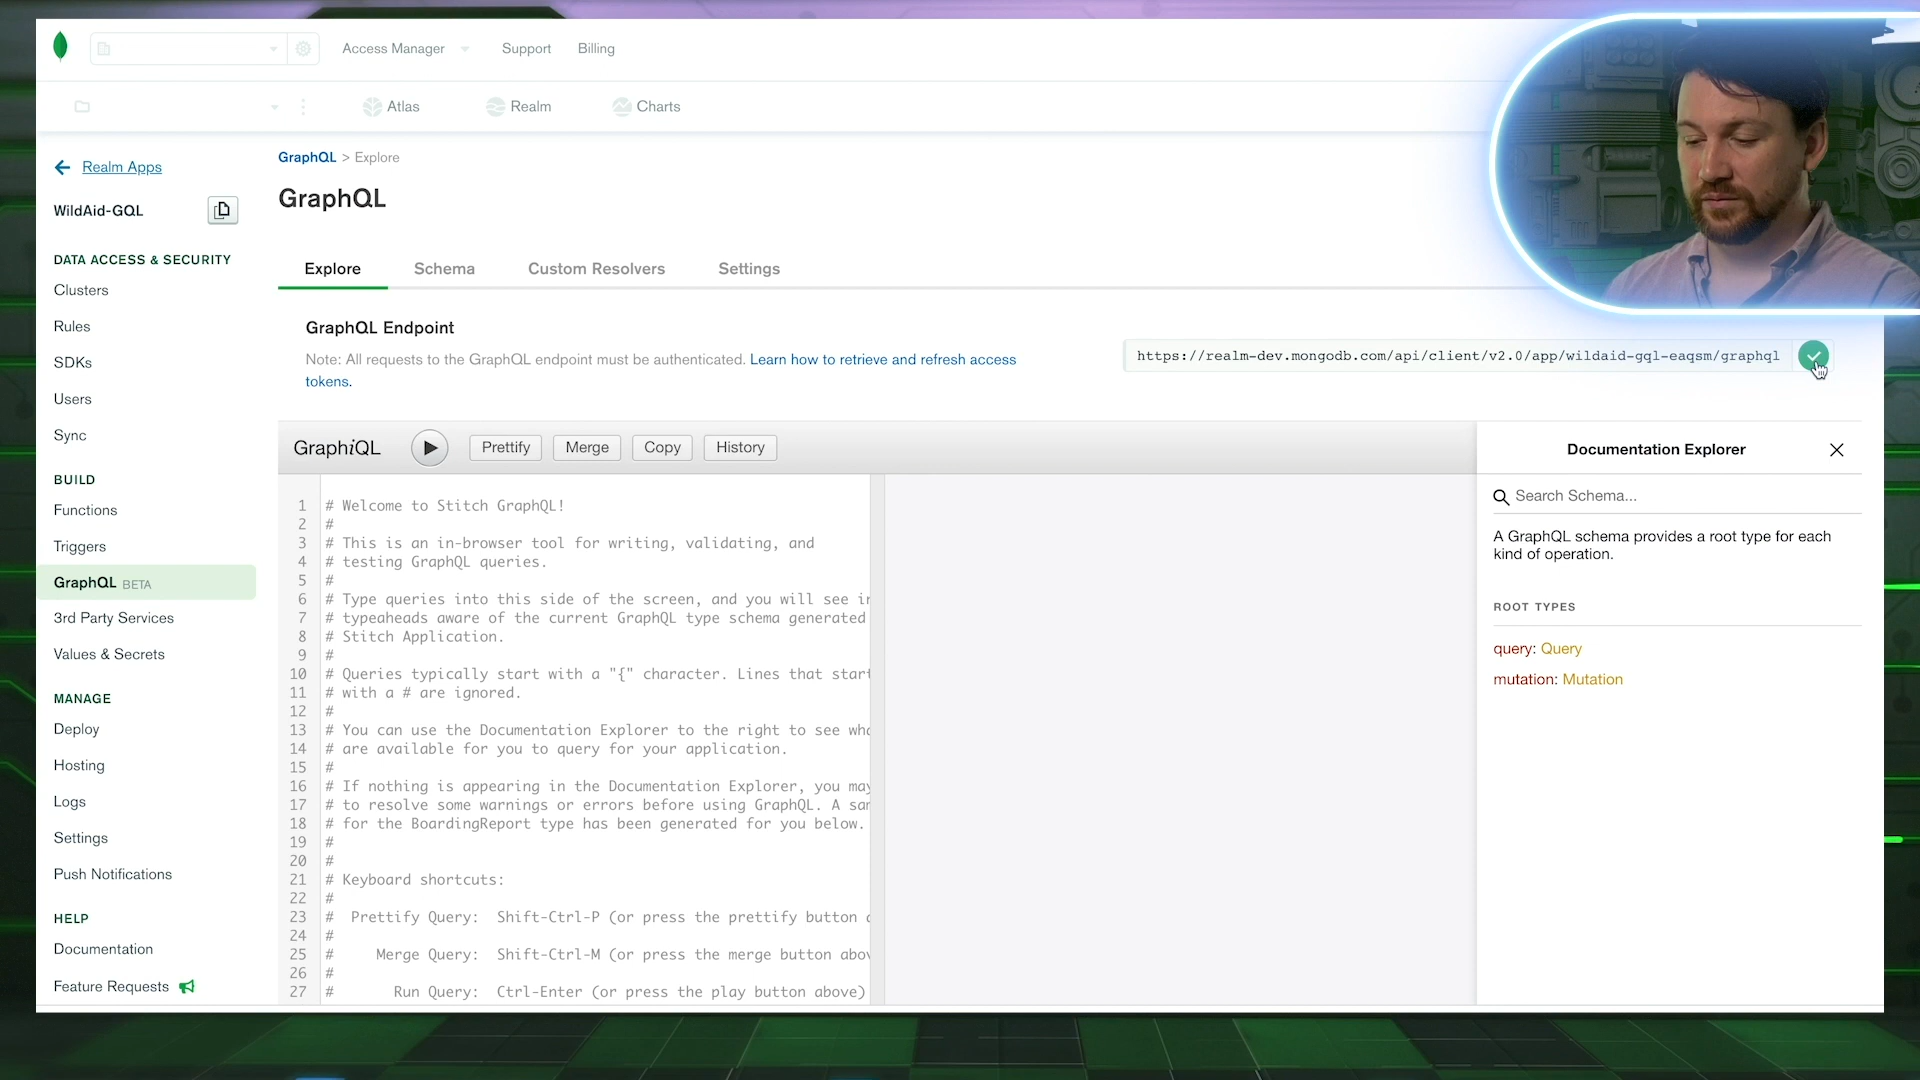 Access Manager
Support
Billing
Atlas
Realm
Charts
Realm Apps
WildAid-GQL
DATA ACCESS & SECURITY
Clusters
Rules
SDKs
Users
Sync
BUILD
Functions
Triggers
GraphQL BETA
3rd Party Services
Values & Secrets
MANAGE
Deploy
Hosting
Logs
Settings
Push Notifications
HELP
Documentation
Feature Requests
GraphQL > Explore
GraphQL
Explore
Schema
Custom Resolvers
Settings
GraphQL Endpoint
Note: All requests to the GraphQL endpoint must be authenticated. Learn how to retrieve and refresh access
tokens.
https://realm-dev.mongodb.com/api/client/v2.0/app/wildaid-gql-eaqsm/graphql
GraphiQL
Prettify
Merge
Copy
History
1 # Welcome to Stitch GraphQL!
2 #
3 # This is an in-browser tool for writing, validating, and
4 # testing GraphQL queries.
5 #
6 # Type queries into this side of the screen, and you will see in
7 # typeaheads aware of the current GraphQL type schema generated
8 # Stitch Application.
9 #
10 # Queries typically start with a "{" character. Lines that start
11 # with a # are ignored.
12 #
13 # You can use the Documentation Explorer to the right to see wha
14 # are available for you to query for your application.
15 #
16 # If nothing is appearing in the Documentation Explorer, you may
17 # to resolve some warnings or errors before using GraphQL. A sam
18 # for the BoardingReport type has been generated for you below.
19 #
20 #
21 # Keyboard shortcuts:
22 #
23 # Prettify Query: Shift-Ctrl-P (or press the prettify button a
24 #
25 # Merge Query: Shift-Ctrl-M (or press the merge button abov
26 #
27 # Run Query: Ctrl-Enter (or press the play button above)
Documentation Explorer
Search Schema...
A GraphQL schema provides a root type for each
kind of operation.
ROOT TYPES
query: Query
mutation: Mutation